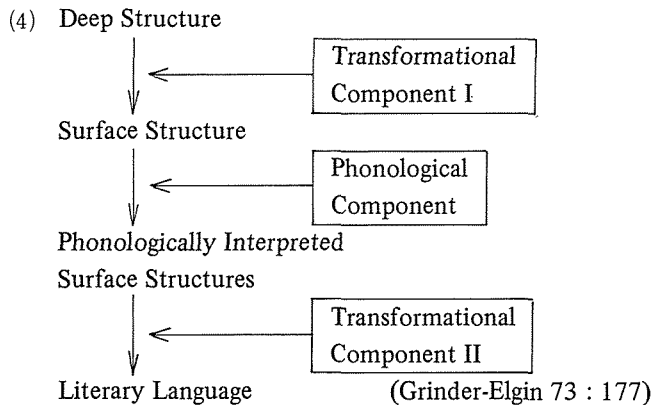 (4) Deep Structure
Transformational
Component I
Surface Structure
Phonological
Component
Phonologically Interpreted
Surface Structures
Transformational
Component II
Literary Language (Grinder-Elgin 73 : 177)